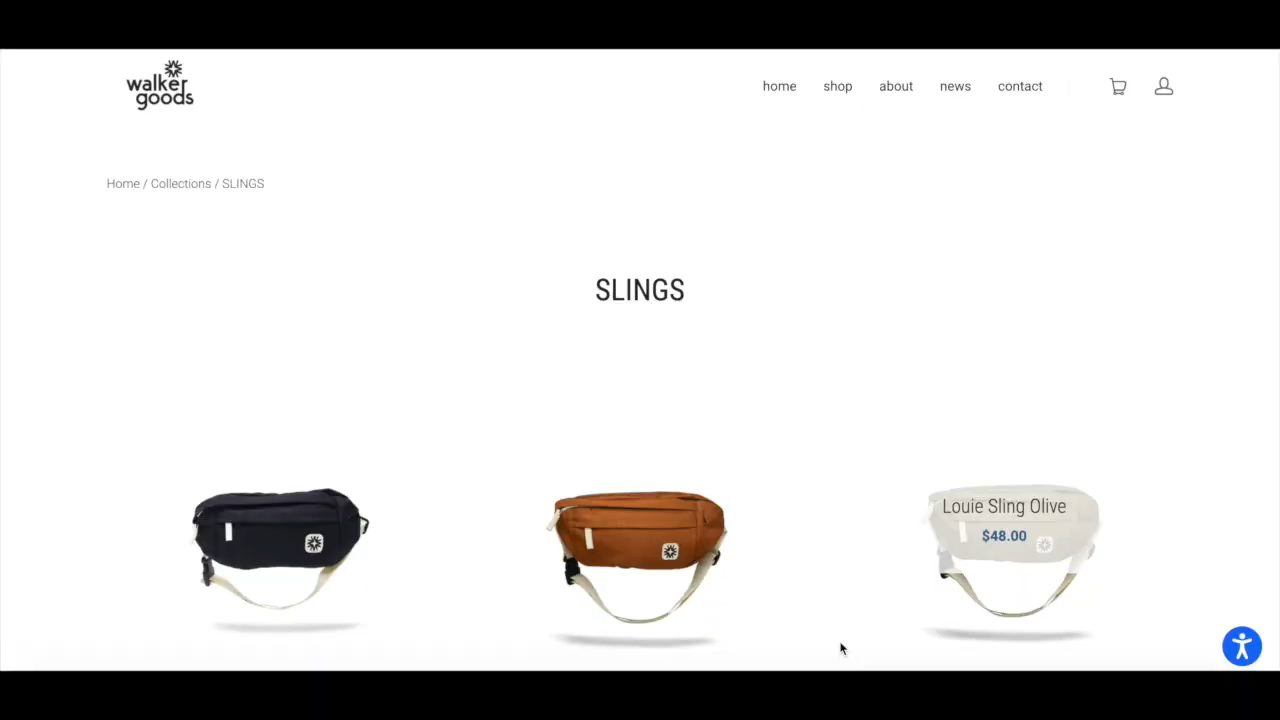 walker
goods
home shop about news contact
Home / Collections / SLINGS
SLINGS
Louie Sling Olive
$48.00